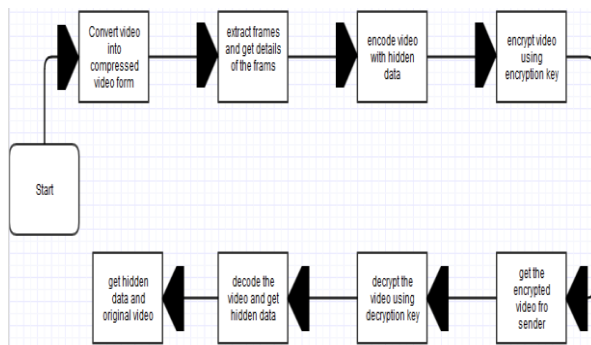 Convert video
into
compressed
video form
extract frames
and get details
of the frams
encode video
with hidden
data
encrypt video
using
encryption key
Start
get hidden
data and
original video
decode the
video and get
hidden data
decrypt the
video using
decryption key
get the
encrypted
video fro
sender